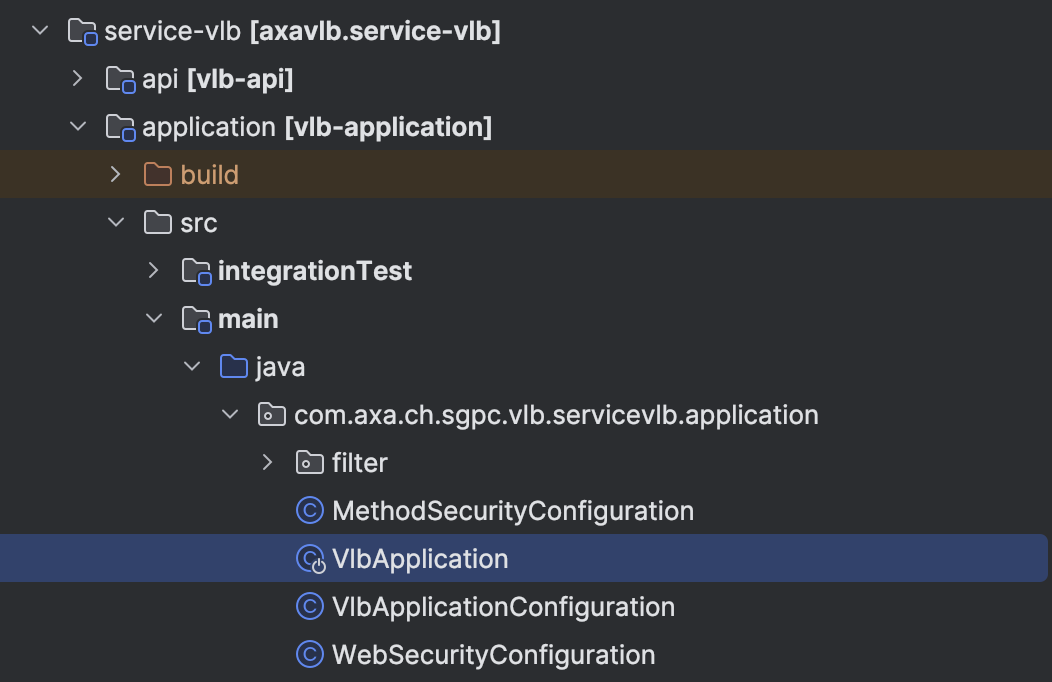 service-vlb [axavlb.service-vlb]
api [vlb-api]
application [vlb-application]
build
src
integrationTest
main
java
com.axa.ch.sgpc.vlb.servicevlb.application
filter
MethodSecurityConfiguration
VlbApplication
VlbApplicationConfiguration
WebSecurityConfiguration